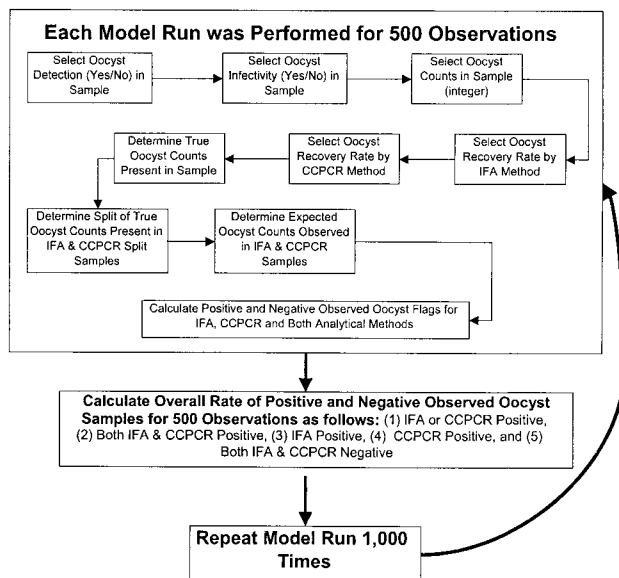 Each Model Run was Performed for 500 Observations
Select Oocyst
Detection (Yes/No) in
Sample
Select Oocyst
Infectivity (Yes/No) in
Sample
Select Oocyst
Counts in Sample
(integer)
Select Oocyst
Recovery Rate by
IFA Method
Select Oocyst
Recovery Rate by
CCPCR Method
Determine True
Oocyst Counts
Present in Sample
Determine Split of True
Oocyst Counts Present in
IFA & CCPCR Split
Samples
Determine Expected
Oocyst Counts Observed
in IFA & CCPCR
Samples
Calculate Positive and Negative Observed Oocyst Flags for
IFA, CCPCR and Both Analytical Methods
Calculate Overall Rate of Positive and Negative Observed Oocyst
Samples for 500 Observations as follows: (1) IFA or CCPCR Positive,
(2) Both IFA & CCPCR Positive, (3) IFA Positive, (4) CCPCR Positive, and (5)
Both IFA & CCPCR Negative
Repeat Model Run 1,000
Times